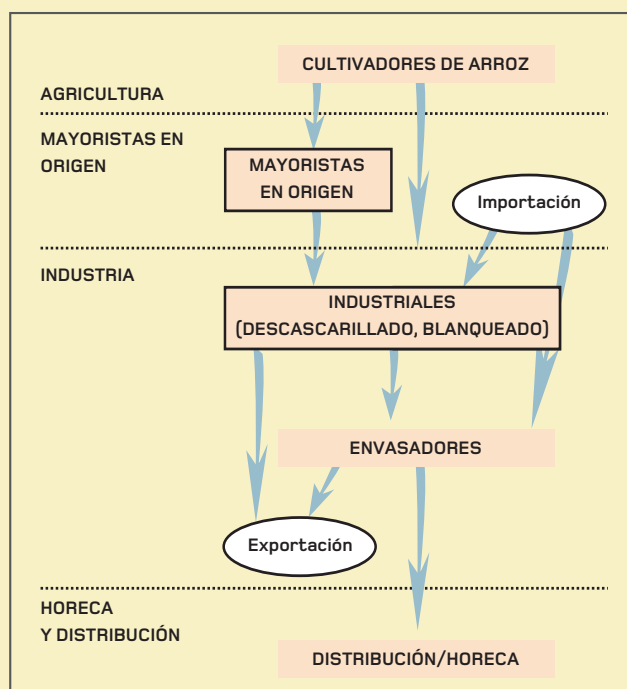 CULTIVADORES DE ARROZ
AGRICULTURA
MAYORISTAS EN
ORIGEN
MAYORISTAS
EN ORIGEN
Importación
INDUSTRIA
INDUSTRIALES
(DESCASCARILLADO, BLANQUEADO)
ENVASADORES
Exportación
HORECA
Y DISTRIBUCIÓN
DISTRIBUCIÓN/HORECA